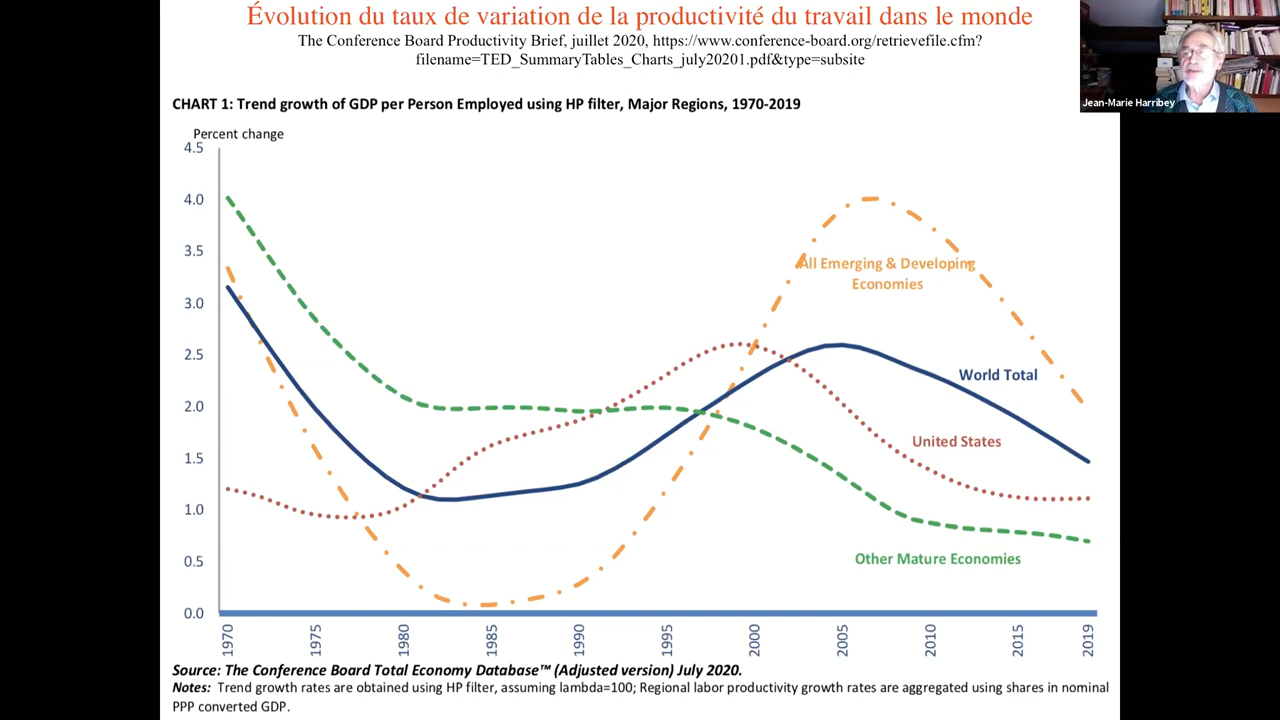 Évolution du taux de variation de la productivité du travail dans le monde
The Conference Board Productivity Brief, juillet 2020, https://www.conference-board.org/retrievefile.cfm?
filename=TED_SummaryTables_Charts_july20201.pdf&type=subsite
Jean-Marie Harribey
CHART 1: Trend growth of GDP per Person Employed using HP filter, Major Regions, 1970-2019
Percent change
4.5
4.0
3.5
3.0
2.5
2.0
1.5
1.0
0.5
0.0
All Emerging & Developing
Economies
World Total
United States
Other Mature Economies
1970
1975
1980
1985
1990
1995
2000
2005
2010
2015
2019
Source: The Conference Board Total Economy Database™ (Adjusted version) July 2020.
Notes: Trend growth rates are obtained using HP filter, assuming lambda=100; Regional labor productivity growth rates are aggregated using shares in nominal
PPP converted GDP.